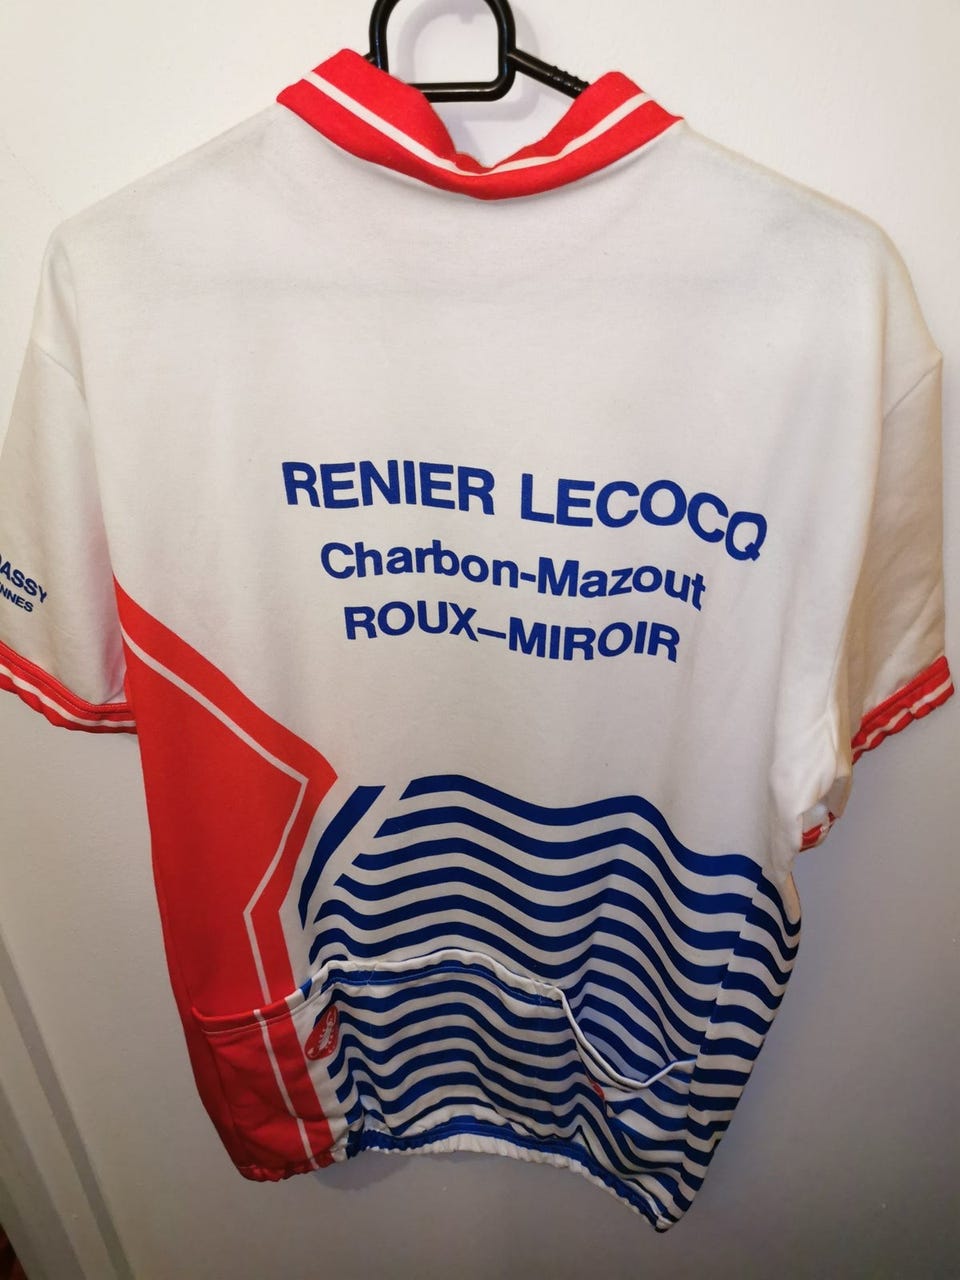 RENIER LECOCQ
Charbon-Mazout
ROUX–MIROIR